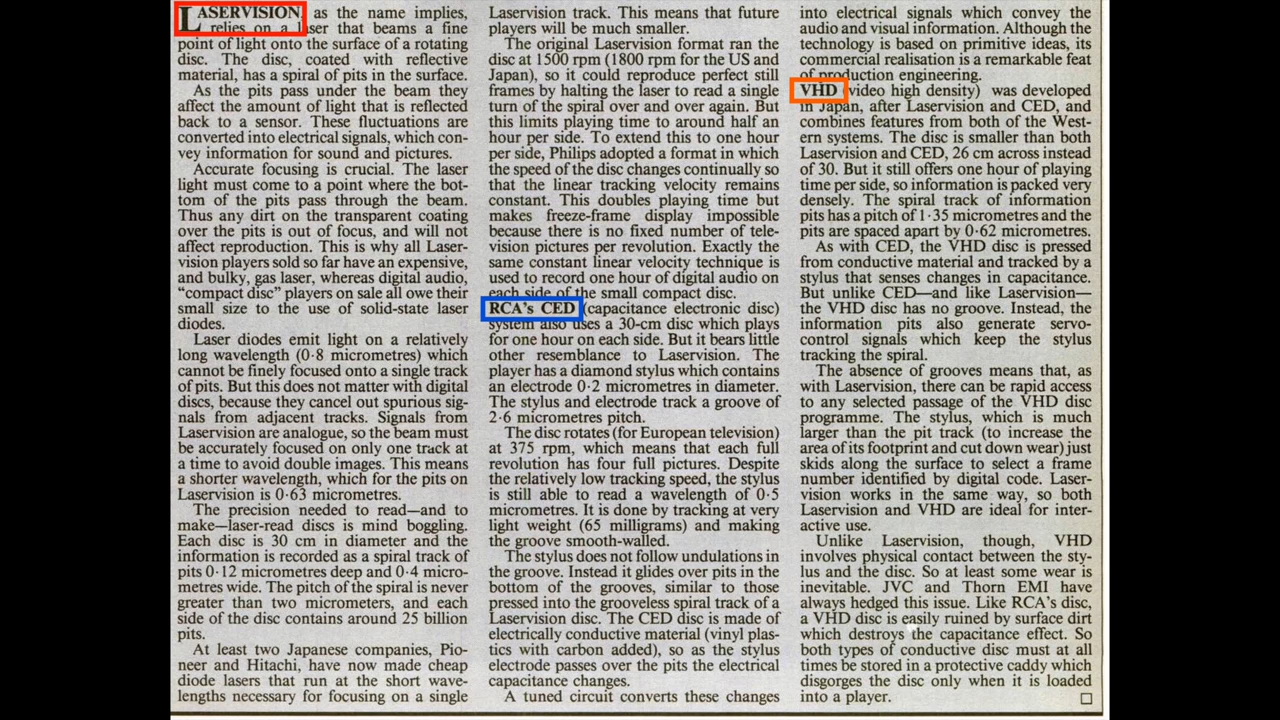 LASERVISION, as the name implies,
relies on a laser that beams a fine
point of light onto the surface of a rotating
disc. The disc, coated with reflective
material, has a spiral of pits in the surface.
As the pits pass under the beam they
affect the amount of light that is reflected
back to a sensor. These fluctuations are
converted into electrical signals, which con-
vey information for sound and pictures.
Accurate focusing is crucial. The laser
light must come to a point where the bot-
tom of the pits pass through the beam.
Thus any dirt on the transparent coating
over the pits is out of focus, and will not
affect reproduction. This is why all Laser-
vision players sold so far have an expensive,
and bulky, gas laser, whereas digital audio,
“compact disc” players on sale all owe their
small size to the use of solid-state laser
diodes.
Laser diodes emit light on a relatively
long wavelength (0·8 micrometres) which
cannot be finely focused onto a single track
of pits. But this does not matter with digital
discs, because they cancel out spurious sig-
nals from adjacent tracks. Signals from
Laservision are analogue, so the beam must
be accurately focused on only one track at
a time to avoid double images. This means
a shorter wavelength, which for the pits on
Laservision is 0·63 micrometres.
The precision needed to read—and to
make—laser-read discs is mind boggling.
Each disc is 30 cm in diameter and the
information is recorded as a spiral track of
pits 0·12 micrometres deep and 0·4 micro-
metres wide. The pitch of the spiral is never
greater than two micrometers, and each
side of the disc contains around 25 billion
pits.
At least two Japanese companies, Pio-
neer and Hitachi, have now made cheap
diode lasers that run at the short wave-
lengths necessary for focusing on a single
Laservision track. This means that future
players will be much smaller.
The original Laservision format ran the
disc at 1500 rpm (1800 rpm for the US and
Japan), so it could reproduce perfect still
frames by halting the laser to read a single
turn of the spiral over and over again. But
this limits playing time to around half an
hour per side. To extend this to one hour
per side, Philips adopted a format in which
the speed of the disc changes continually so
that the linear tracking velocity remains
constant. This doubles playing time but
makes freeze-frame display impossible
because there is no fixed number of tele-
vision pictures per revolution. Exactly the
same constant linear velocity technique is
used to record one hour of digital audio on
each side of the small compact disc.
RCA’s CED (capacitance electronic disc)
system also uses a 30-cm disc which plays
for one hour on each side. But it bears little
other resemblance to Laservision. The
player has a diamond stylus which contains
an electrode 0·2 micrometres in diameter.
The stylus and electrode track a groove of
2·6 micrometres pitch.
The disc rotates (for European television)
at 375 rpm, which means that each full
revolution has four full pictures. Despite
the relatively low tracking speed, the stylus
is still able to read a wavelength of 0·5
micrometres. It is done by tracking at very
light weight (65 milligrams) and making
the groove smooth-walled.
The stylus does not follow undulations in
the groove. Instead it glides over pits in the
bottom of the grooves, similar to those
pressed into the grooveless spiral track of a
Laservision disc. The CED disc is made of
electrically conductive material (vinyl plas-
tics with carbon added), so as the stylus
electrode passes over the pits the electrical
capacitance changes.
A tuned circuit converts these changes
into electrical signals which convey the
audio and visual information. Although the
technology is based on primitive ideas, its
commercial realisation is a remarkable feat
of production engineering.
VHD (video high density) was developed
in Japan, after Laservision and CED, and
combines features from both of the West-
ern systems. The disc is smaller than both
Laservision and CED, 26 cm across instead
of 30. But it still offers one hour of playing
time per side, so information is packed very
densely. The spiral track of information
pits has a pitch of 1·35 micrometres and the
pits are spaced apart by 0·62 micrometres.
As with CED, the VHD disc is pressed
from conductive material and tracked by a
stylus that senses changes in capacitance.
But unlike CED—and like Laservision—
the VHD disc has no groove. Instead, the
information pits also generate servo-
control signals which keep the stylus
tracking the spiral.
The absence of grooves means that, as
with Laservision, there can be rapid access
to any selected passage of the VHD disc
programme. The stylus, which is much
larger than the pit track (to increase the
area of its footprint and cut down wear) just
skids along the surface to select a frame
number identified by digital code. Laser-
vision works in the same way, so both
Laservision and VHD are ideal for inter-
active use.
Unlike Laservision, though, VHD
involves physical contact between the sty-
lus and the disc. So at least some wear is
inevitable. JVC and Thorn EMI have
always hedged this issue. Like RCA’s disc,
a VHD disc is easily ruined by surface dirt
which destroys the capacitance effect. So
both types of conductive disc must at all
times be stored in a protective caddy which
disgorges the disc only when it is loaded
into a player.